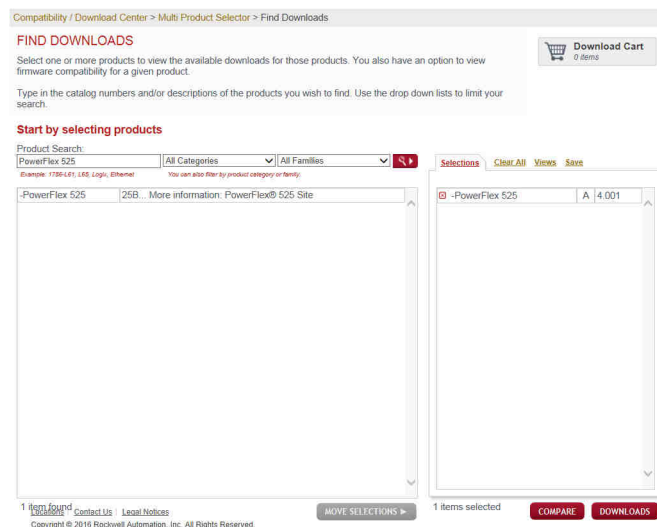 Compatibility / Download Center > Multi Product Selector > Find Downloads
FIND DOWNLOADS
Select one or more products to view the available downloads for those products. You also have an option to view
firmware compatibility for a given product.
Type in the catalog numbers and/or descriptions of the products you wish to find. Use the drop down lists to limit your
search.
Download Cart
0 items
Start by selecting products
Product Search:
PowerFlex 525 All Categories All Families
Example: 1756-L61, L65, Logix, Ethernet You can also filter by product category or family.
-PowerFlex 525 25B... More information: PowerFlex® 525 Site
Selections Clear All Views Save
-PowerFlex 525 A 4.001
1 item found
Locations Contact Us Legal Notices
MOVE SELECTIONS
1 items selected
COMPARE DOWNLOADS
Copyright © 2016 Rockwell Automation, Inc. All Rights Reserved.